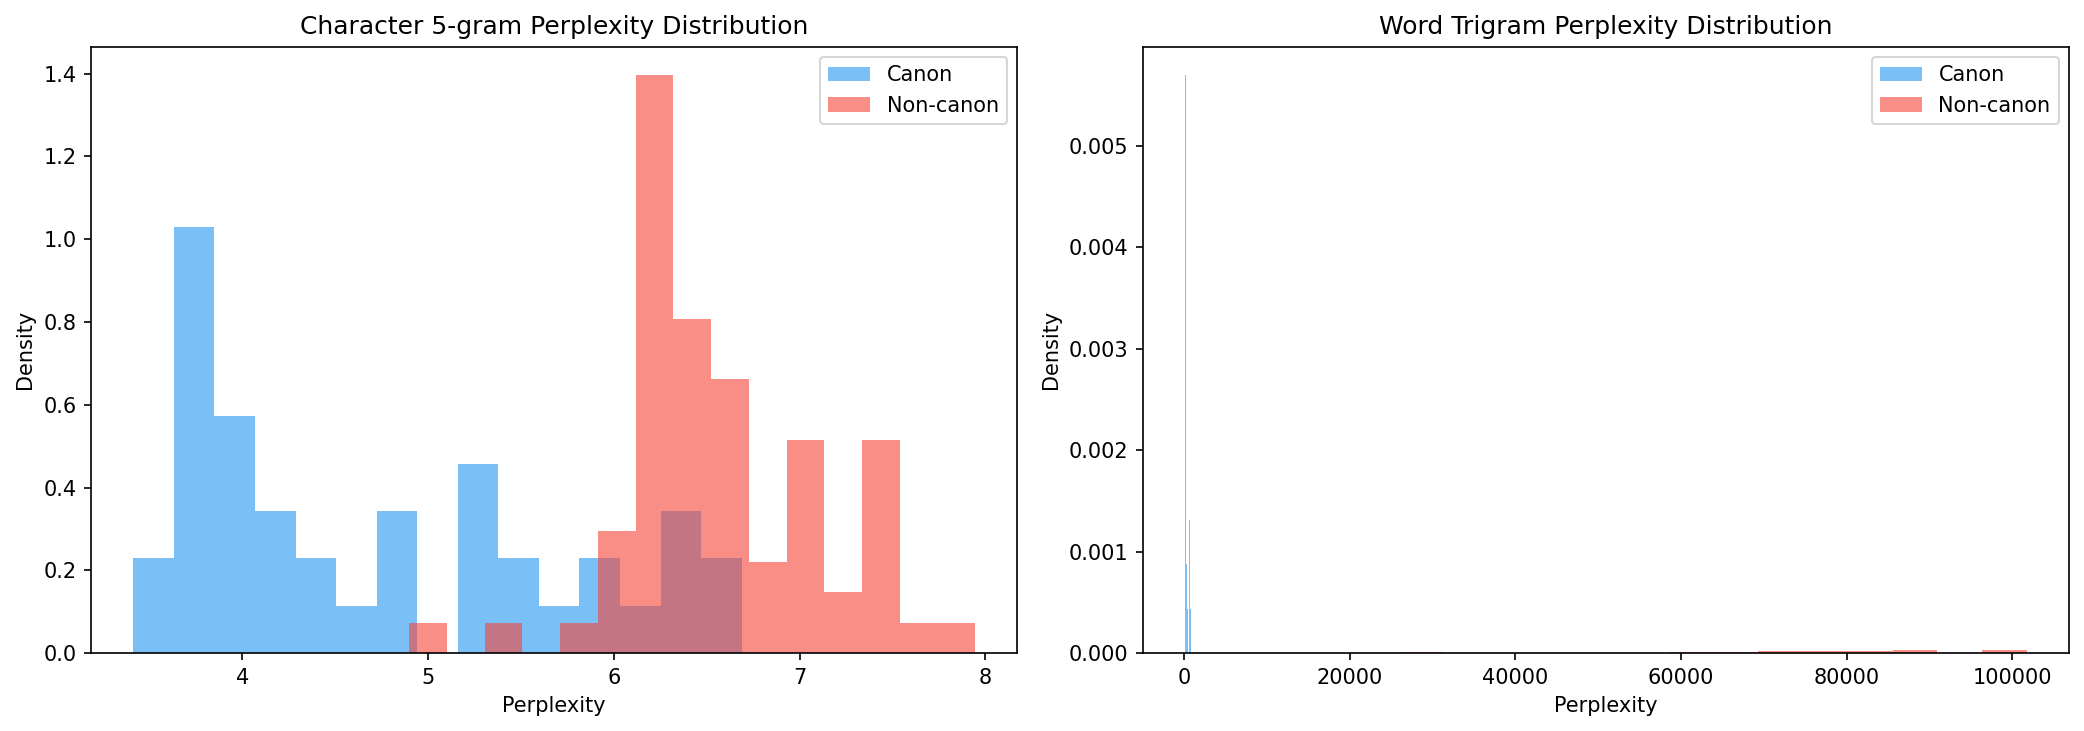 Character 5-gram Perplexity Distribution
Canon
Non-canon
1.4
1.2
1.0
0.8
0.6
0.4
0.2
0.0
Density
4 5 6 7 8
Perplexity
Word Trigram Perplexity Distribution
Canon
Non-canon
0.005
0.004
0.003
0.002
0.001
0.000
Density
0 20000 40000 60000 80000 100000
Perplexity